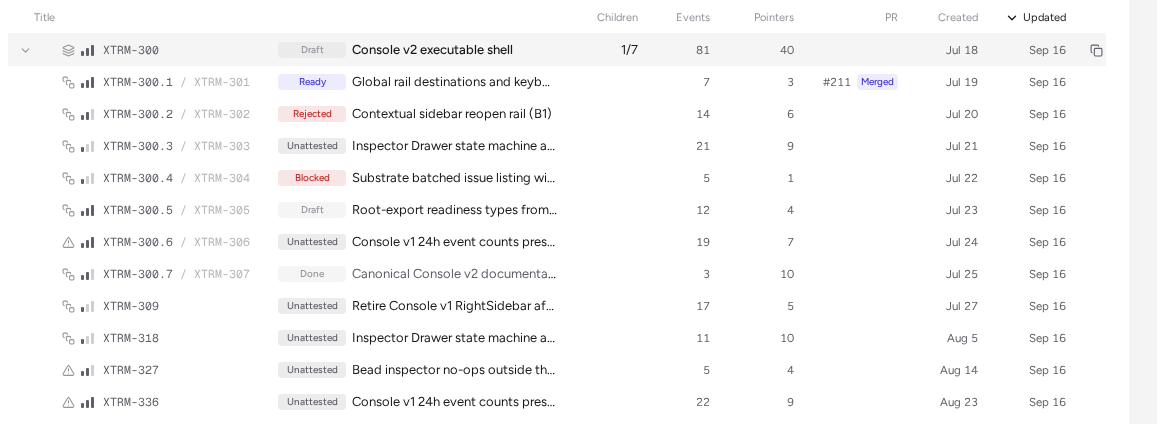 Title Children Events Pointers PR Created Updated
XTRM-300 Draft Console v2 executable shell 1/7 81 40 Jul 18 Sep 16
XTRM-300.1 / XTRM-301 Ready Global rail destinations and keyb... 7 3 #211 Merged Jul 19 Sep 16
XTRM-300.2 / XTRM-302 Rejected Contextual sidebar reopen rail (B1) 14 6 Jul 20 Sep 16
XTRM-300.3 / XTRM-303 Unattested Inspector Drawer state machine a... 21 9 Jul 21 Sep 16
XTRM-300.4 / XTRM-304 Blocked Substrate batched issue listing wi... 5 1 Jul 22 Sep 16
XTRM-300.5 / XTRM-305 Draft Root-export readiness types from... 12 4 Jul 23 Sep 16
XTRM-300.6 / XTRM-306 Unattested Console v1 24h event counts pres... 19 7 Jul 24 Sep 16
XTRM-300.7 / XTRM-307 Done Canonical Console v2 documenta... 3 10 Jul 25 Sep 16
XTRM-309 Unattested Retire Console v1 RightSidebar af... 17 5 Jul 27 Sep 16
XTRM-318 Unattested Inspector Drawer state machine a... 11 10 Aug 5 Sep 16
XTRM-327 Unattested Bead inspector no-ops outside th... 5 4 Aug 14 Sep 16
XTRM-336 Unattested Console v1 24h event counts pres... 22 9 Aug 23 Sep 16